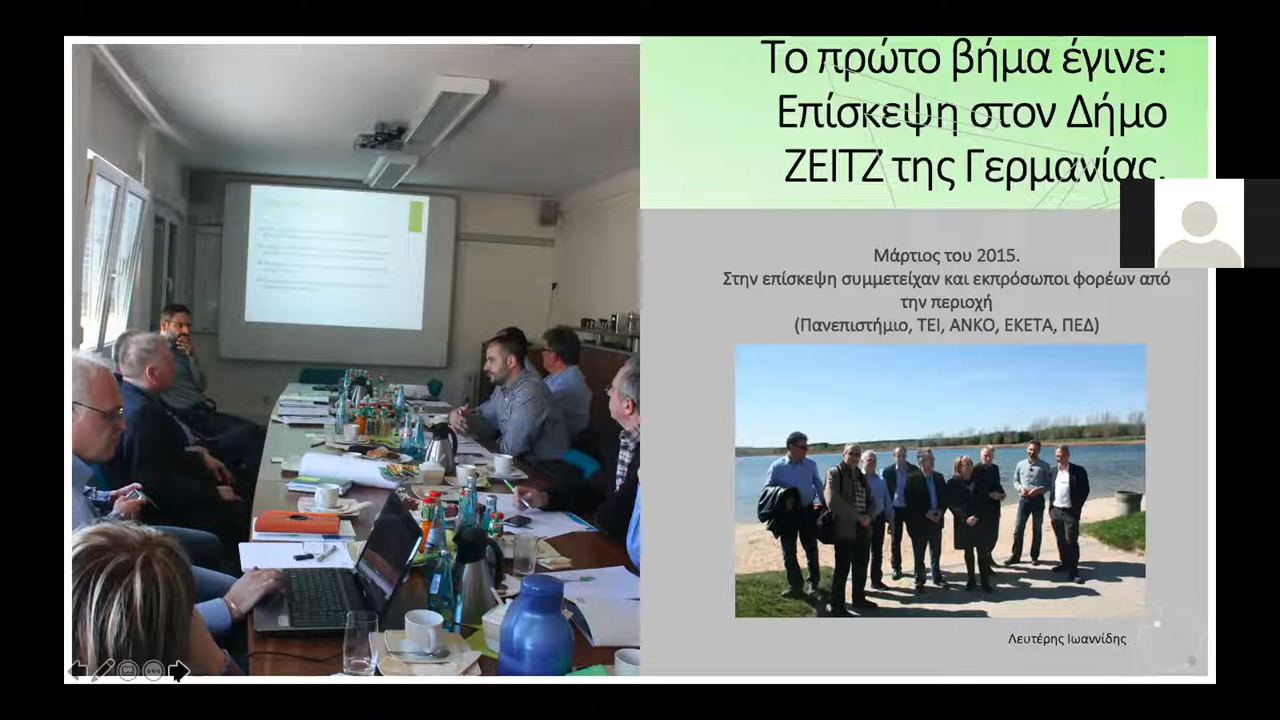 Το πρώτο βήμα έγινε:
Επίσκεψη στον Δήμο
ZEITZ της Γερμανίας.
Μάρτιος του 2015.
Στην επίσκεψη συμμετείχαν και εκπρόσωποι φορέων από
την περιοχή
(Πανεπιστήμιο, ΤΕΙ, ΑΝΚΟ, ΕΚΕΤΑ, ΠΕΔ)
Λευτέρης Ιωαννίδης